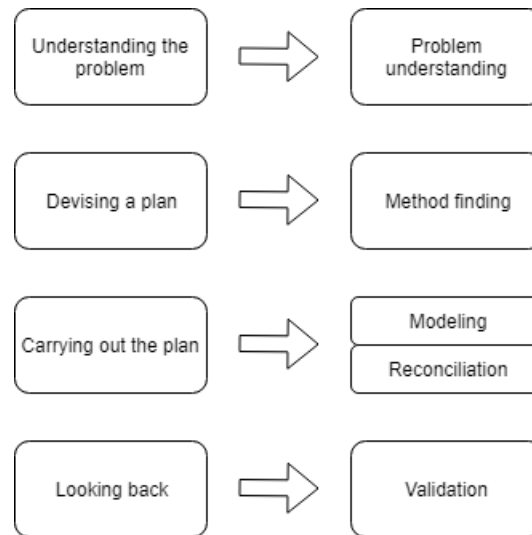 Understanding the
problem
Problem
understanding
Devising a plan
Method finding
Carrying out the plan
Modeling
Reconciliation
Looking back
Validation